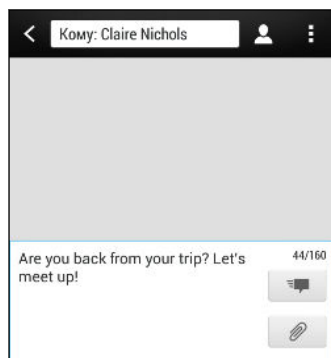 Кому: Claire Nichols
Are you back from your trip? Let's
meet up!
44/160